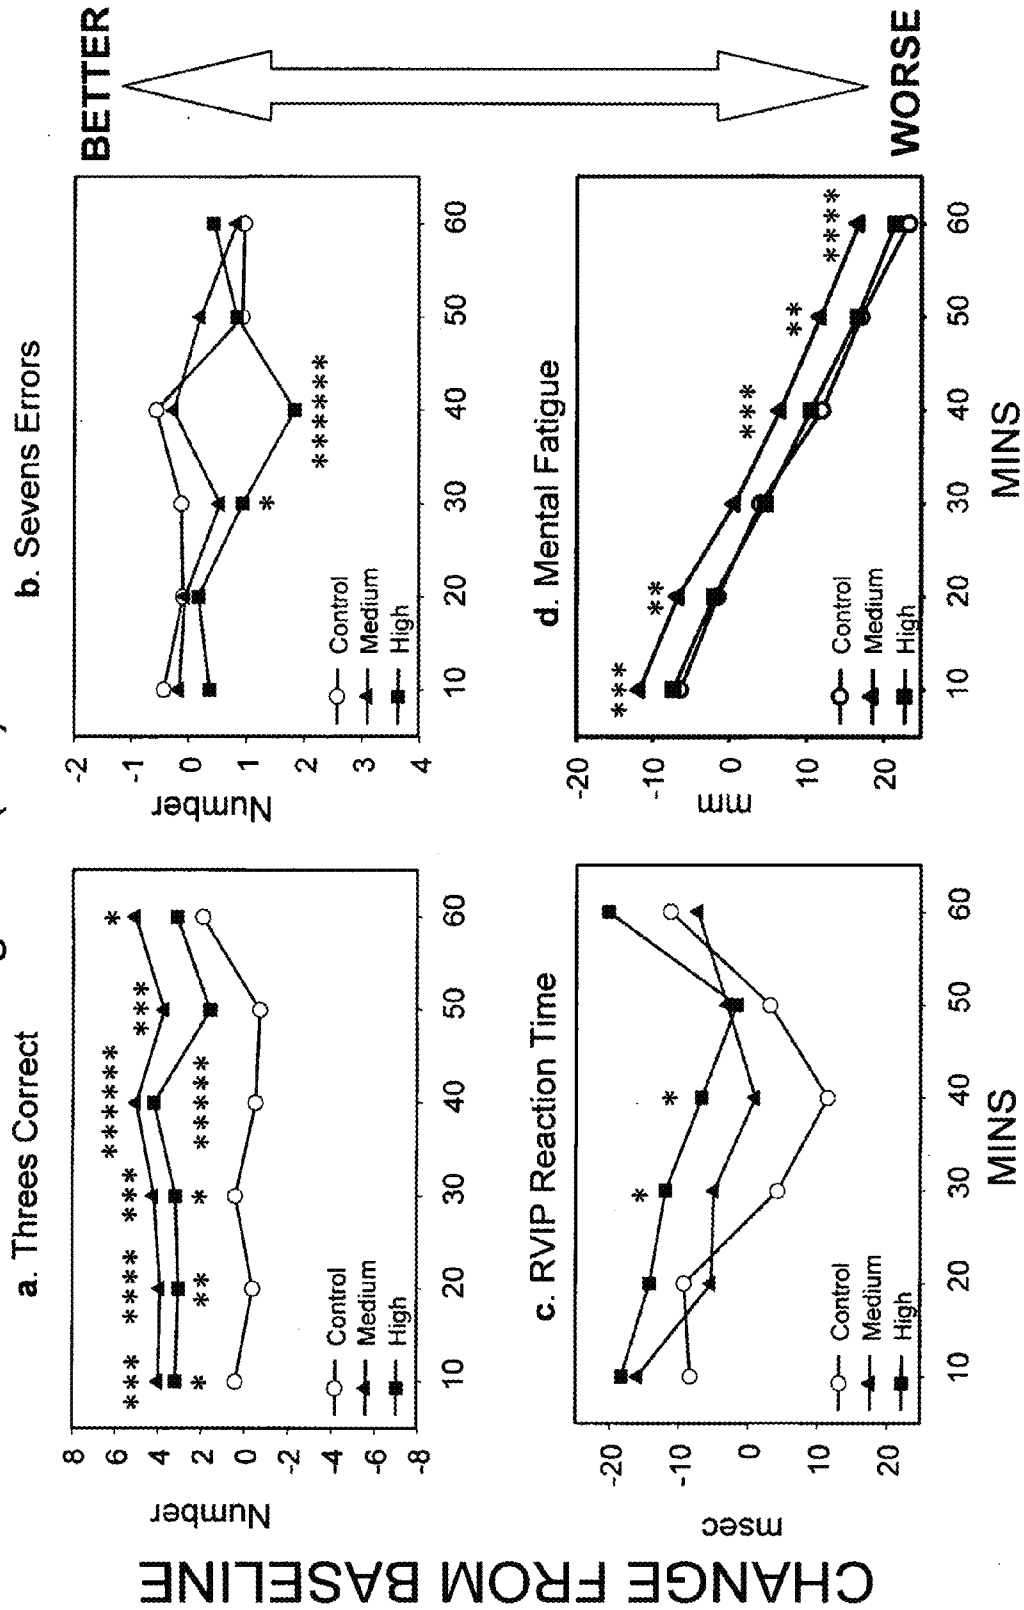 CHANGE FROM BASELINE
a. Threes Correct
Number
8
6
4
2
0
-2
-4
-6
-8
*** **** *** ****** *** *
* ** * ***** 
Control
Medium
High
10 20 30 40 50 60
b. Sevens Errors
Number
-2
-1
0
1
2
3
4
* ******
Control
Medium
High
10 20 30 40 50 60
c. RVIP Reaction Time
msec
-20
-10
0
10
20
* *
Control
Medium
High
10 20 30 40 50 60
MINS
d. Mental Fatigue
mm
-20
-10
0
10
20
*** ** *** ** ****
Control
Medium
High
10 20 30 40 50 60
MINS
BETTER
WORSE